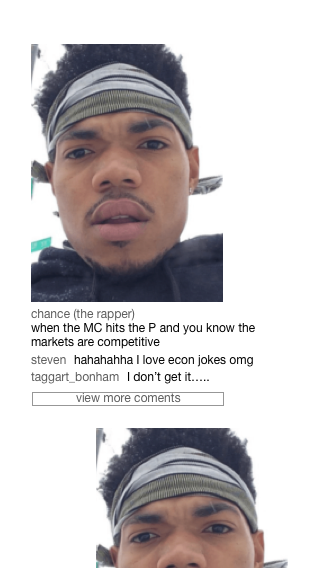 chance (the rapper)
when the MC hits the P and you know the
markets are competitive
steven hahahahha I love econ jokes omg
taggart_bonham I don't get it.....
view more coments